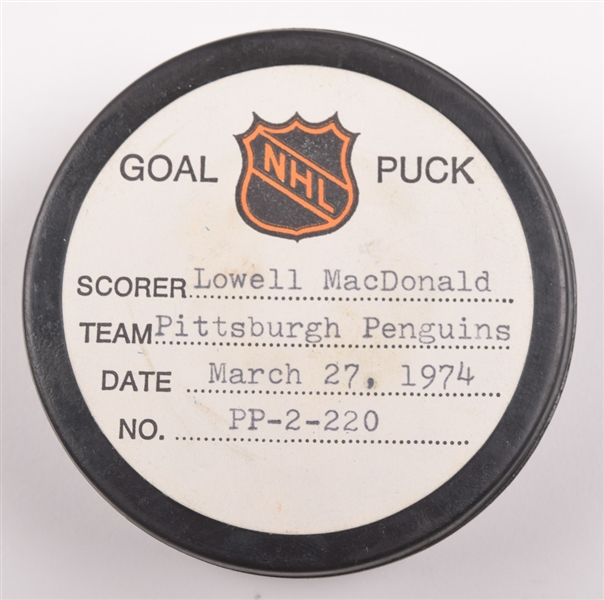 GOAL NHL PUCK
SCORER Lowell MacDonald
TEAM Pittsburgh Penguins
DATE March 27, 1974
NO. PP-2-220